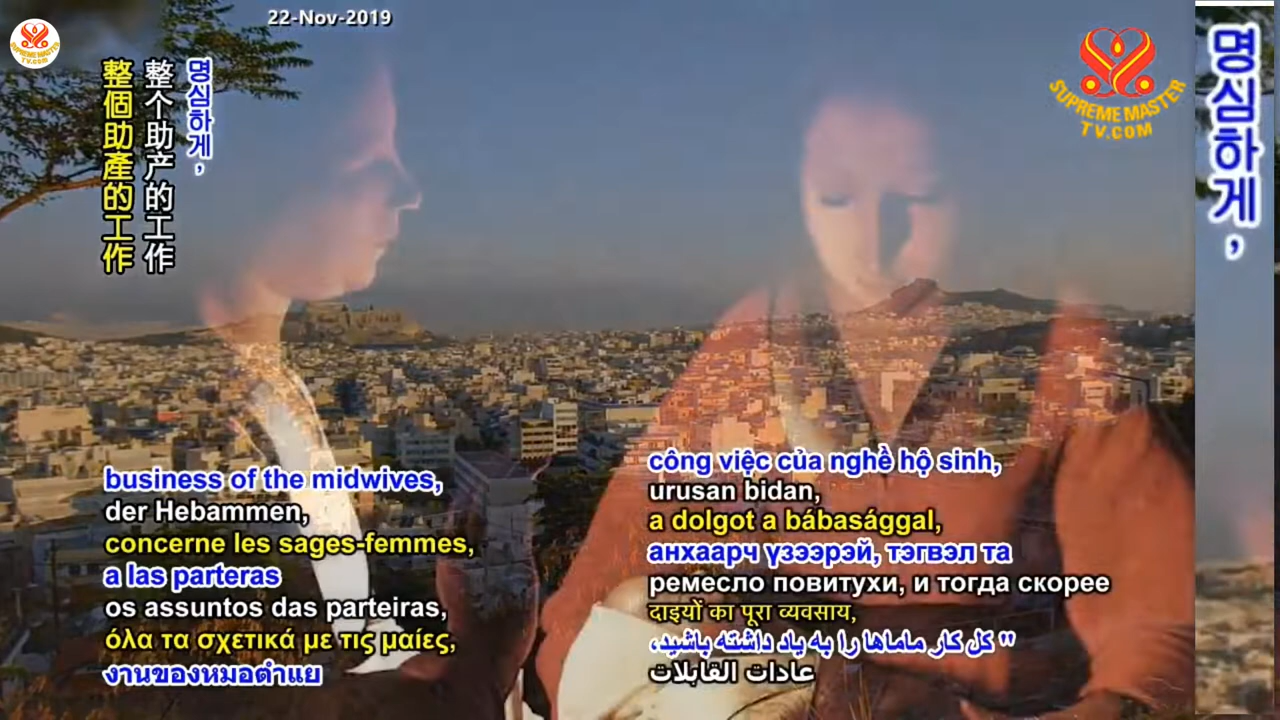 22-Nov-2019
SUPREME MASTER
TV.COM
SUPREME MASTER
TV.COM
整個助產的工作
整个助产的工作
명심하게,
명심하게,
business of the midwives,
der Hebammen,
concerne les sages-femmes,
a las parteras
os assuntos das parteiras,
όλα τα σχετικά με τις μαίες,
งานของหมอตำแย
công việc của nghề hộ sinh,
urusan bidan,
a dolgot a bábasággal,
анхаарч үзээрэй, тэгвэл та
ремесло повитухи, и тогда скорее
दाइयों का पूरा व्यवसाय,
" کل کار ماماها را به یاد داشته باشید،
عادات القابلات